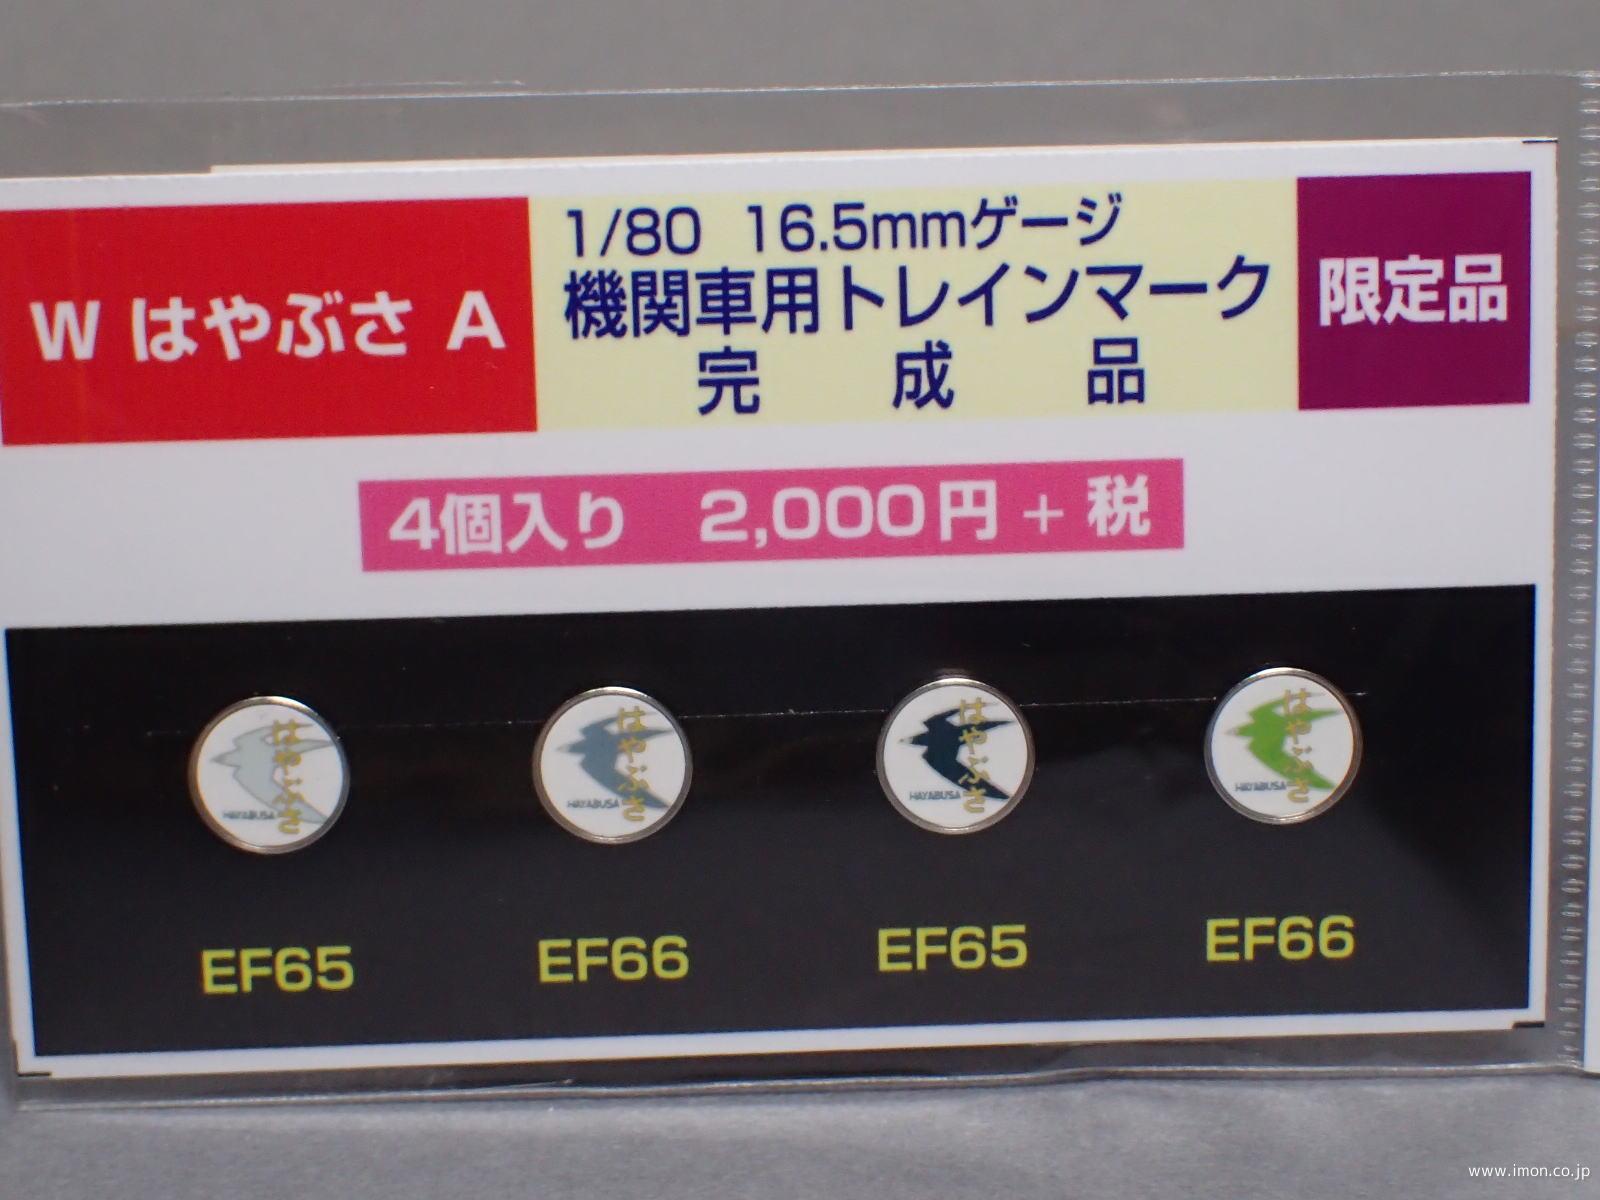 W はやぶさ A
1/80 16.5mmゲージ
機関車用トレインマーク
完成品
限定品
4個入り 2,000円 + 税
はやぶさ
HAYABUSA
はやぶさ
HAYABUSA
はやぶさ
HAYABUSA
はやぶさ
HAYABUSA
EF65
EF66
EF65
EF66
www.imon.co.jp